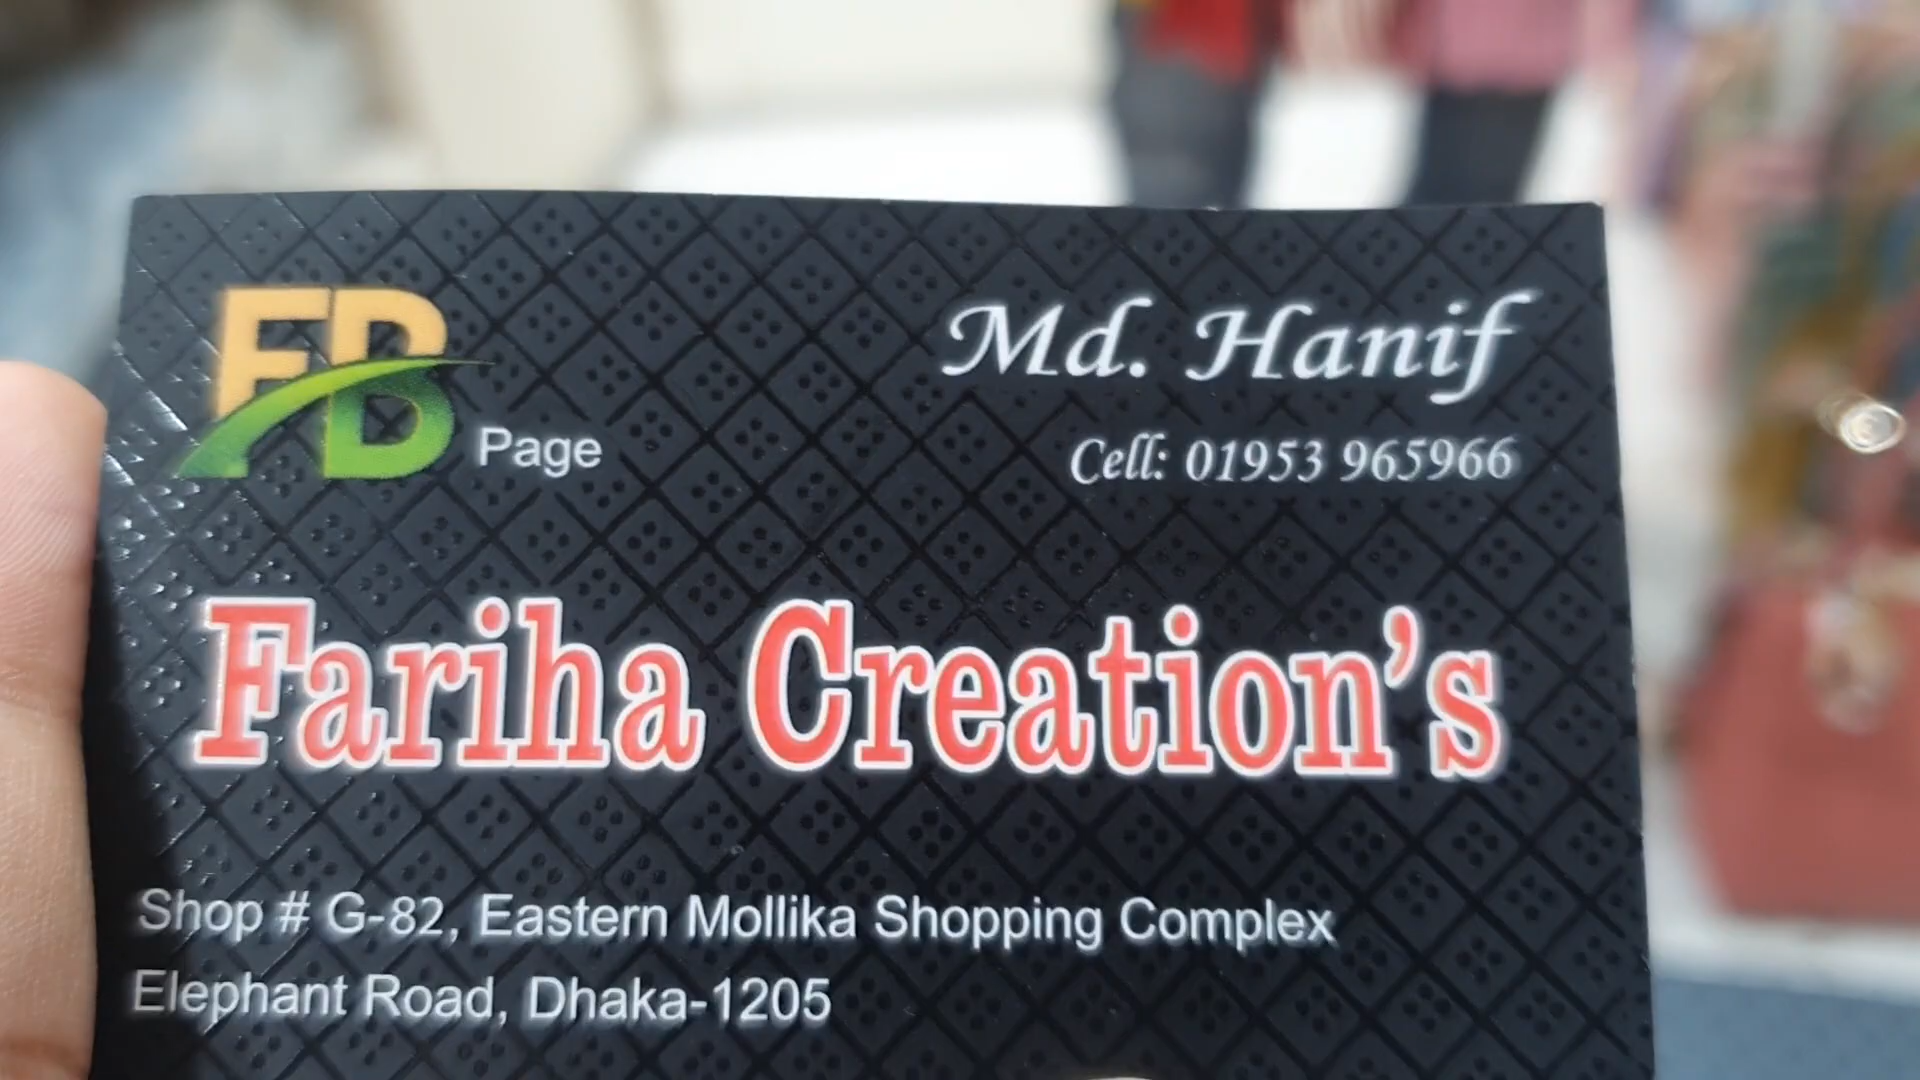 FB Page
Md. Hanif
Cell: 01953 965966
Fariha Creation's
Shop # G-82, Eastern Mollika Shopping Complex
Elephant Road, Dhaka-1205